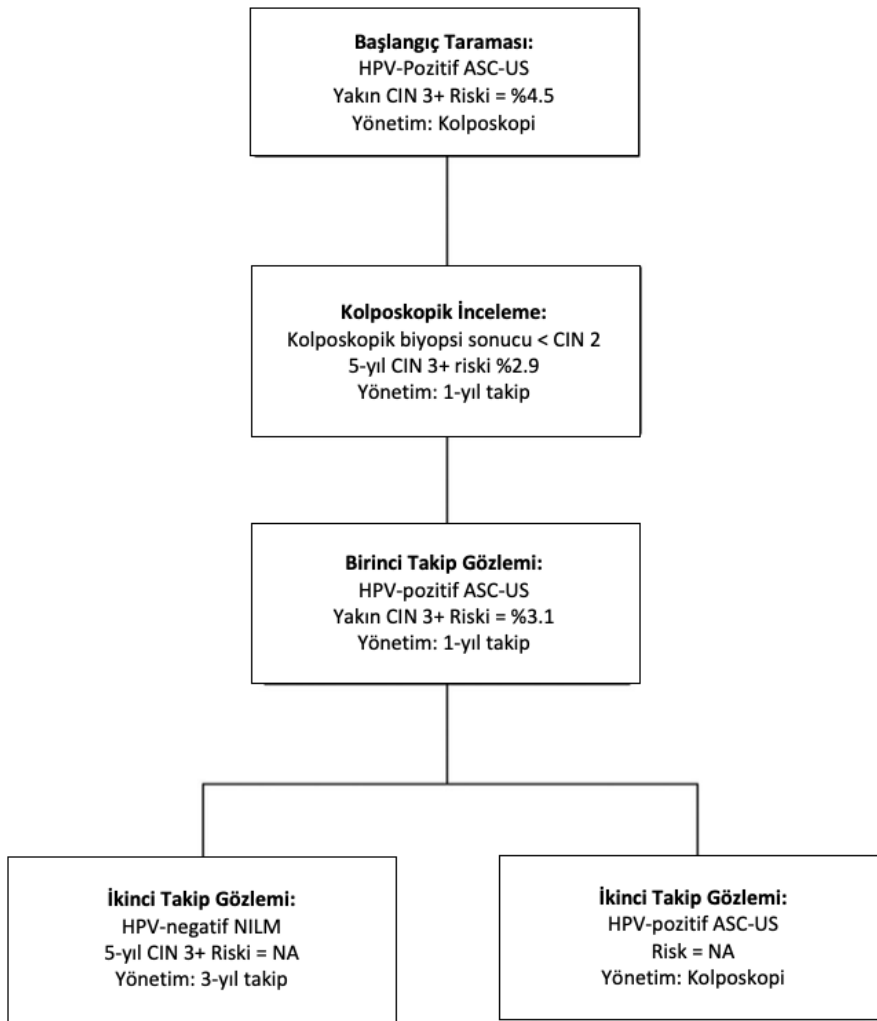 Başlangıç Taraması:
HPV-Pozitif ASC-US
Yakın CIN 3+ Riski = %4.5
Yönetim: Kolposkopi
Kolposkopik İnceleme:
Kolposkopik biyopsi sonucu < CIN 2
5-yıl CIN 3+ riski %2.9
Yönetim: 1-yıl takip
Birinci Takip Gözlemi:
HPV-pozitif ASC-US
Yakın CIN 3+ Riski = %3.1
Yönetim: 1-yıl takip
İkinci Takip Gözlemi:
HPV-negatif NILM
5-yıl CIN 3+ Riski = NA
Yönetim: 3-yıl takip
İkinci Takip Gözlemi:
HPV-pozitif ASC-US
Risk = NA
Yönetim: Kolposkopi